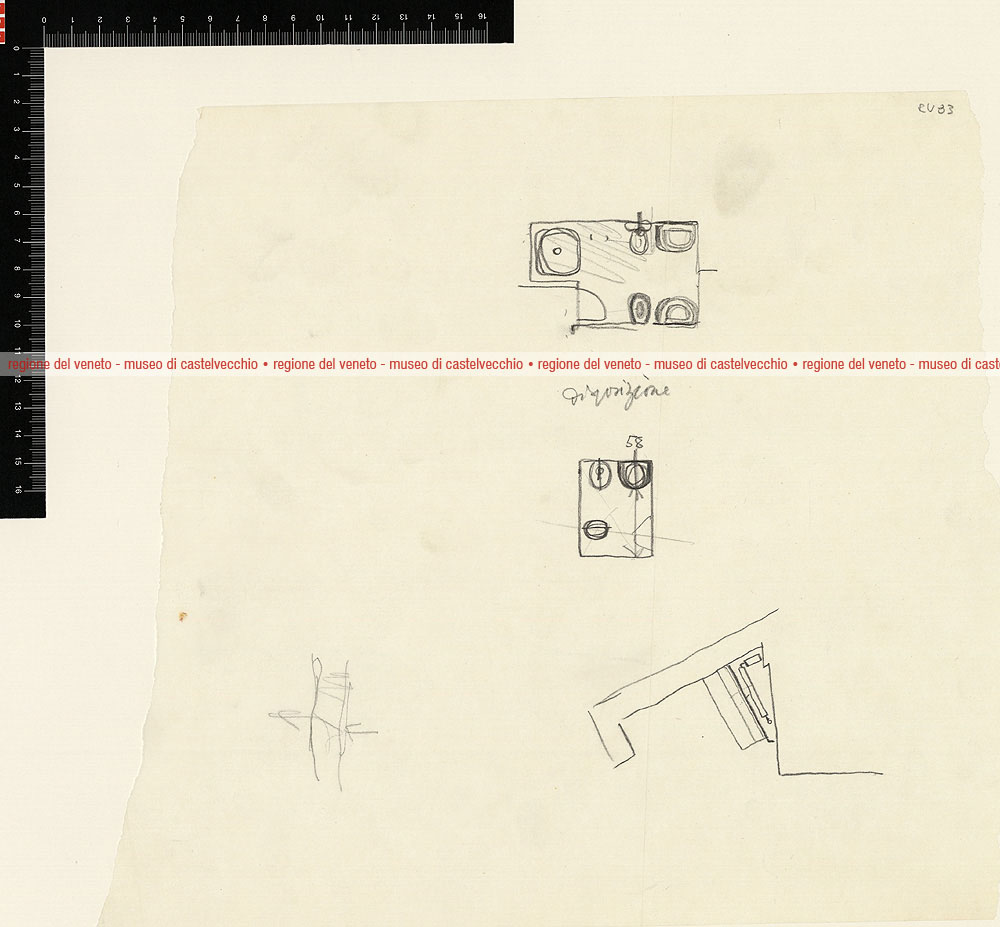 0 1 2 3 4 5 6 7 8 9 10 11 12 13 14 15 16
0 1 2 3 4 5 6 7 8 9 10 11 12 13 14 15 16
RV 83
regione del veneto - museo di castelvecchio • regione del veneto - museo di castelvecchio • regione del veneto - museo di castelvecchio • regione del veneto - museo di cast
disposizione
58